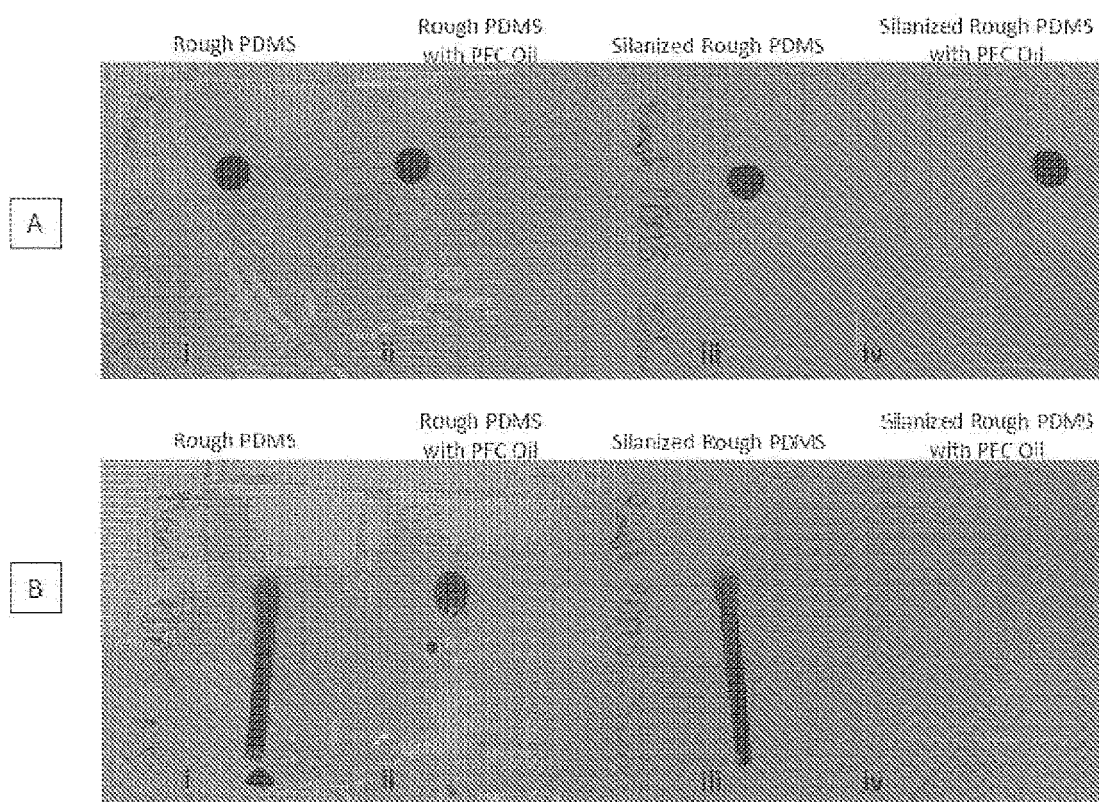 Rough PDMS
Rough PDMS
with PFC Oil
Silanized Rough PDMS
Silanized Rough PDMS
with PFC Oil
A
i
ii
iii
iv
Rough PDMS
Rough PDMS
with PFC Oil
Silanized Rough PDMS
Silanized Rough PDMS
with PFC Oil
B
i
ii
iii
iv